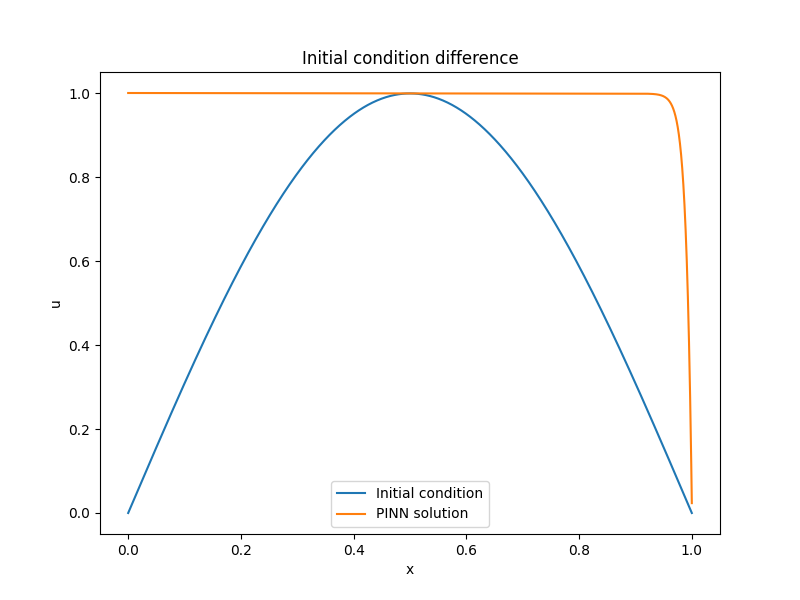 Initial condition difference
u
1.0
0.8
0.6
0.4
0.2
0.0
Initial condition
PINN solution
0.0 0.2 0.4 0.6 0.8 1.0
x